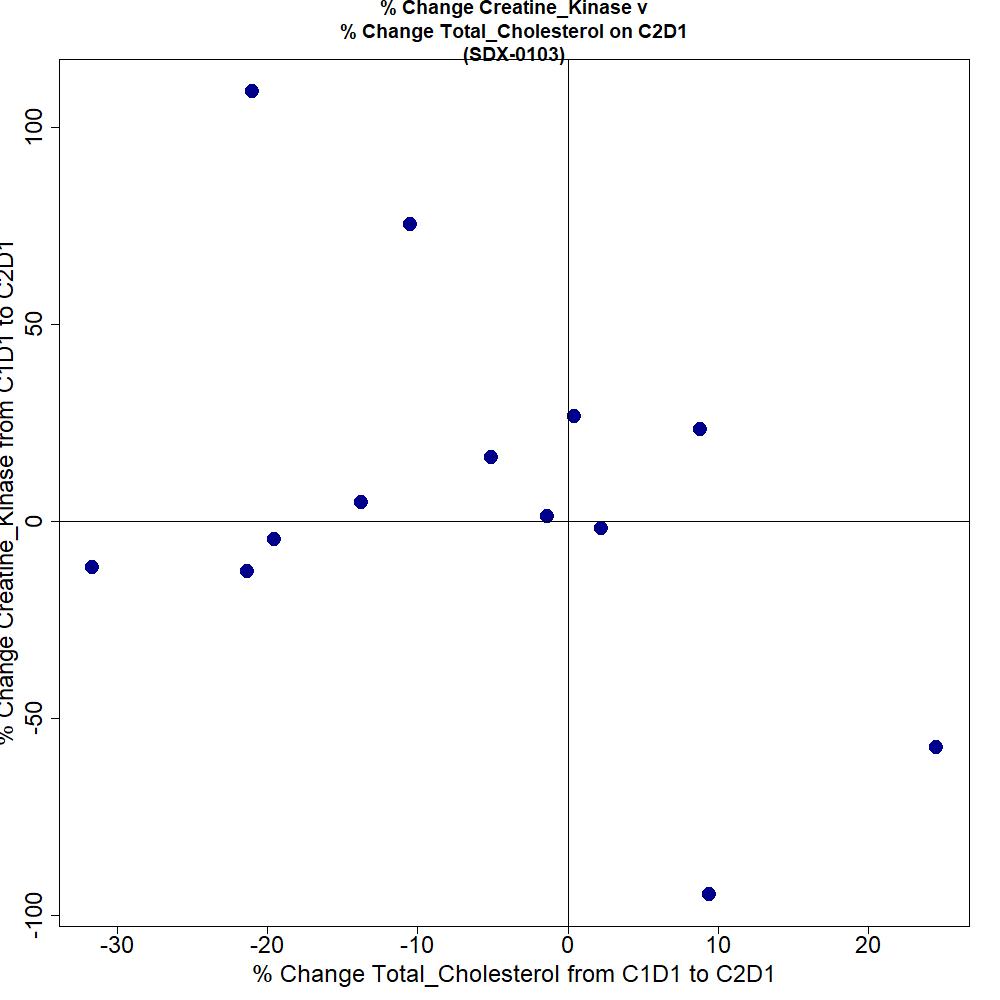 % Change Creatine_Kinase v
% Change Total_Cholesterol on C2D1
(SDX-0103)
% Change Creatine_Kinase from C1D1 to C2D1
100
50
0
-50
-100
-30
-20
-10
0
10
20
% Change Total_Cholesterol from C1D1 to C2D1